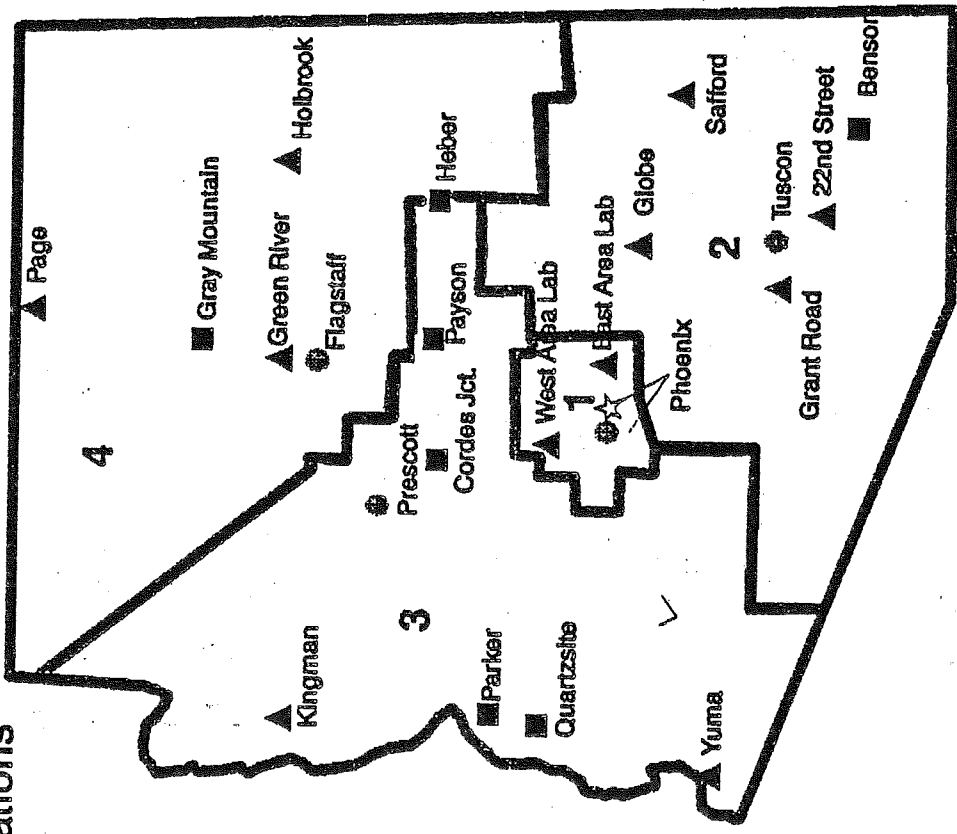 ations
Page
4
Gray Mountain
Green River
Holbrook
Flagstaff
Kingman
Prescott
Heber
3
Cordes Jct.
Payson
Parker
Quartzsite
West Area Lab
1
East Area Lab
Globe
Safford
Phoenix
Yuma
2
Grant Road
Tuscon
22nd Street
Benson